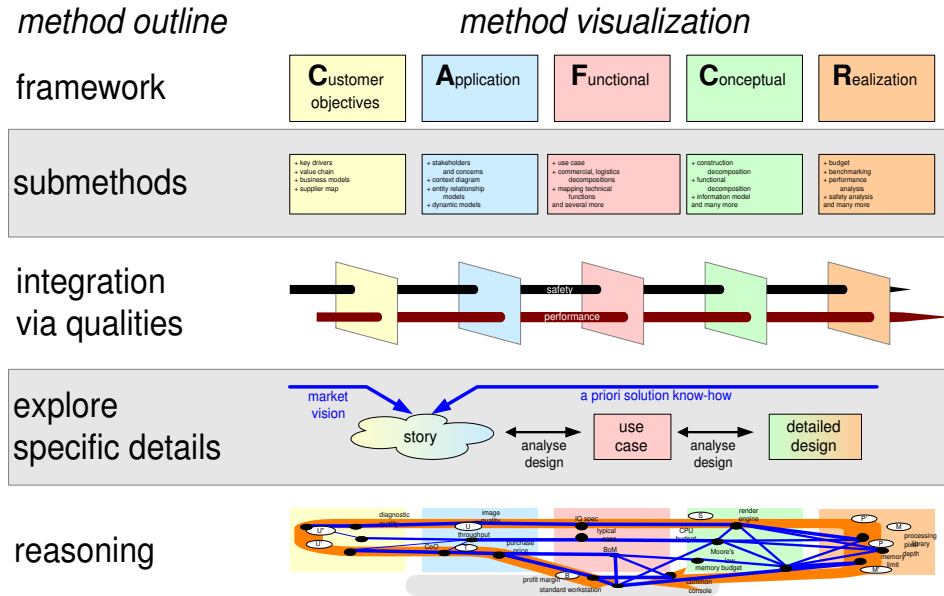 method outline
method visualization
framework
Customer
objectives
Application
Functional
Conceptual
Realization
submethods
+ key drivers
+ value chain
+ business models
+ supplier map
+ stakeholders
and concerns
+ context diagram
+ entity relationship
models
+ dynamic models
+ use case
+ commercial, logistics
decompositions
+ mapping technical
functions
and several more
+ construction
decomposition
+ functional
decomposition
+ information model
and many more
+ budget
+ benchmarking
+ performance
analysis
+ safety analysis
and many more
integration
via qualities
safety
performance
explore
specific details
market
vision
a priori solution know-how
story
analyse
design
use
case
analyse
design
detailed
design
reasoning
diagnostic
quality
image
quality
IQ spec
S
render
engine
P'
M
U"
U'
U
throughput
typical
case
CPU
budget
processing
library
P
pixel
depth
CoO
T
purchase
price
BoM
Moore's
law
memory budget
memory
limit
M'
profit margin
B
standard workstation
common
console